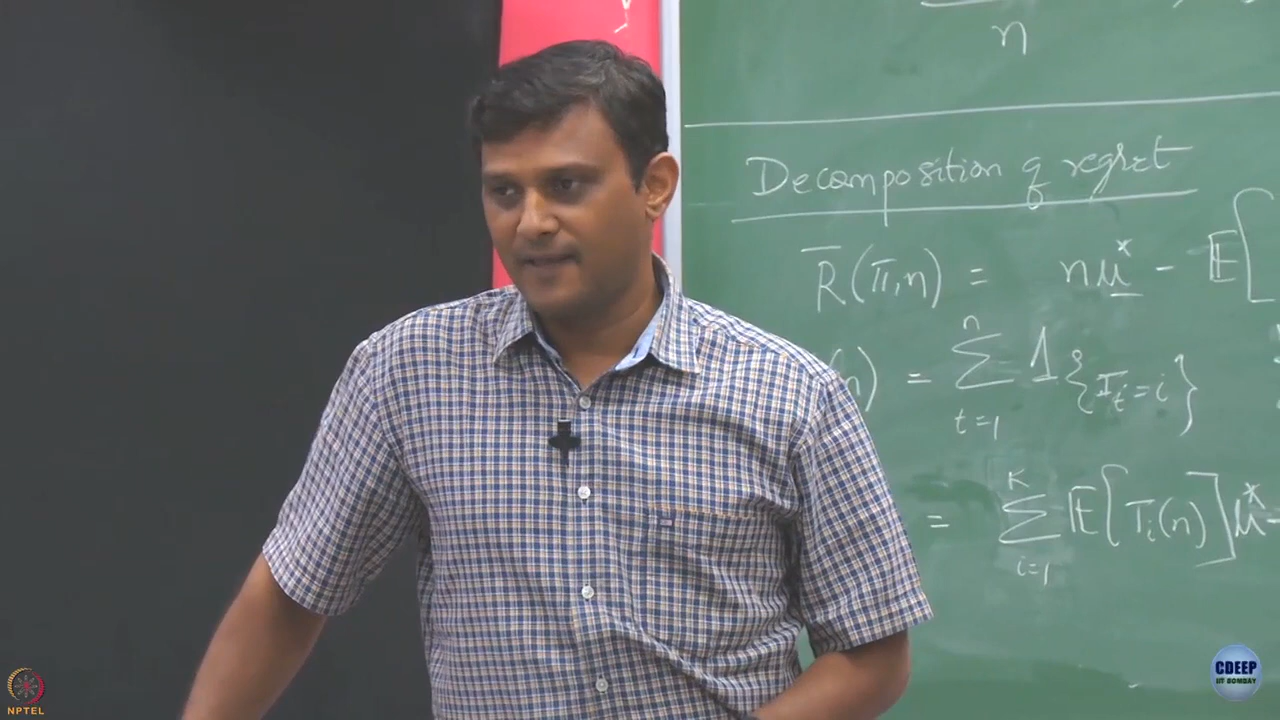 n
Decomposition of regret
R̅(π,n) = nμ* - E[
(n) = Σ_{t=1}^{n} 1{I_t=i}
= Σ_{i=1}^{K} E[T_i(n)]μ* -
NPTEL
CDEEP
IIT BOMBAY